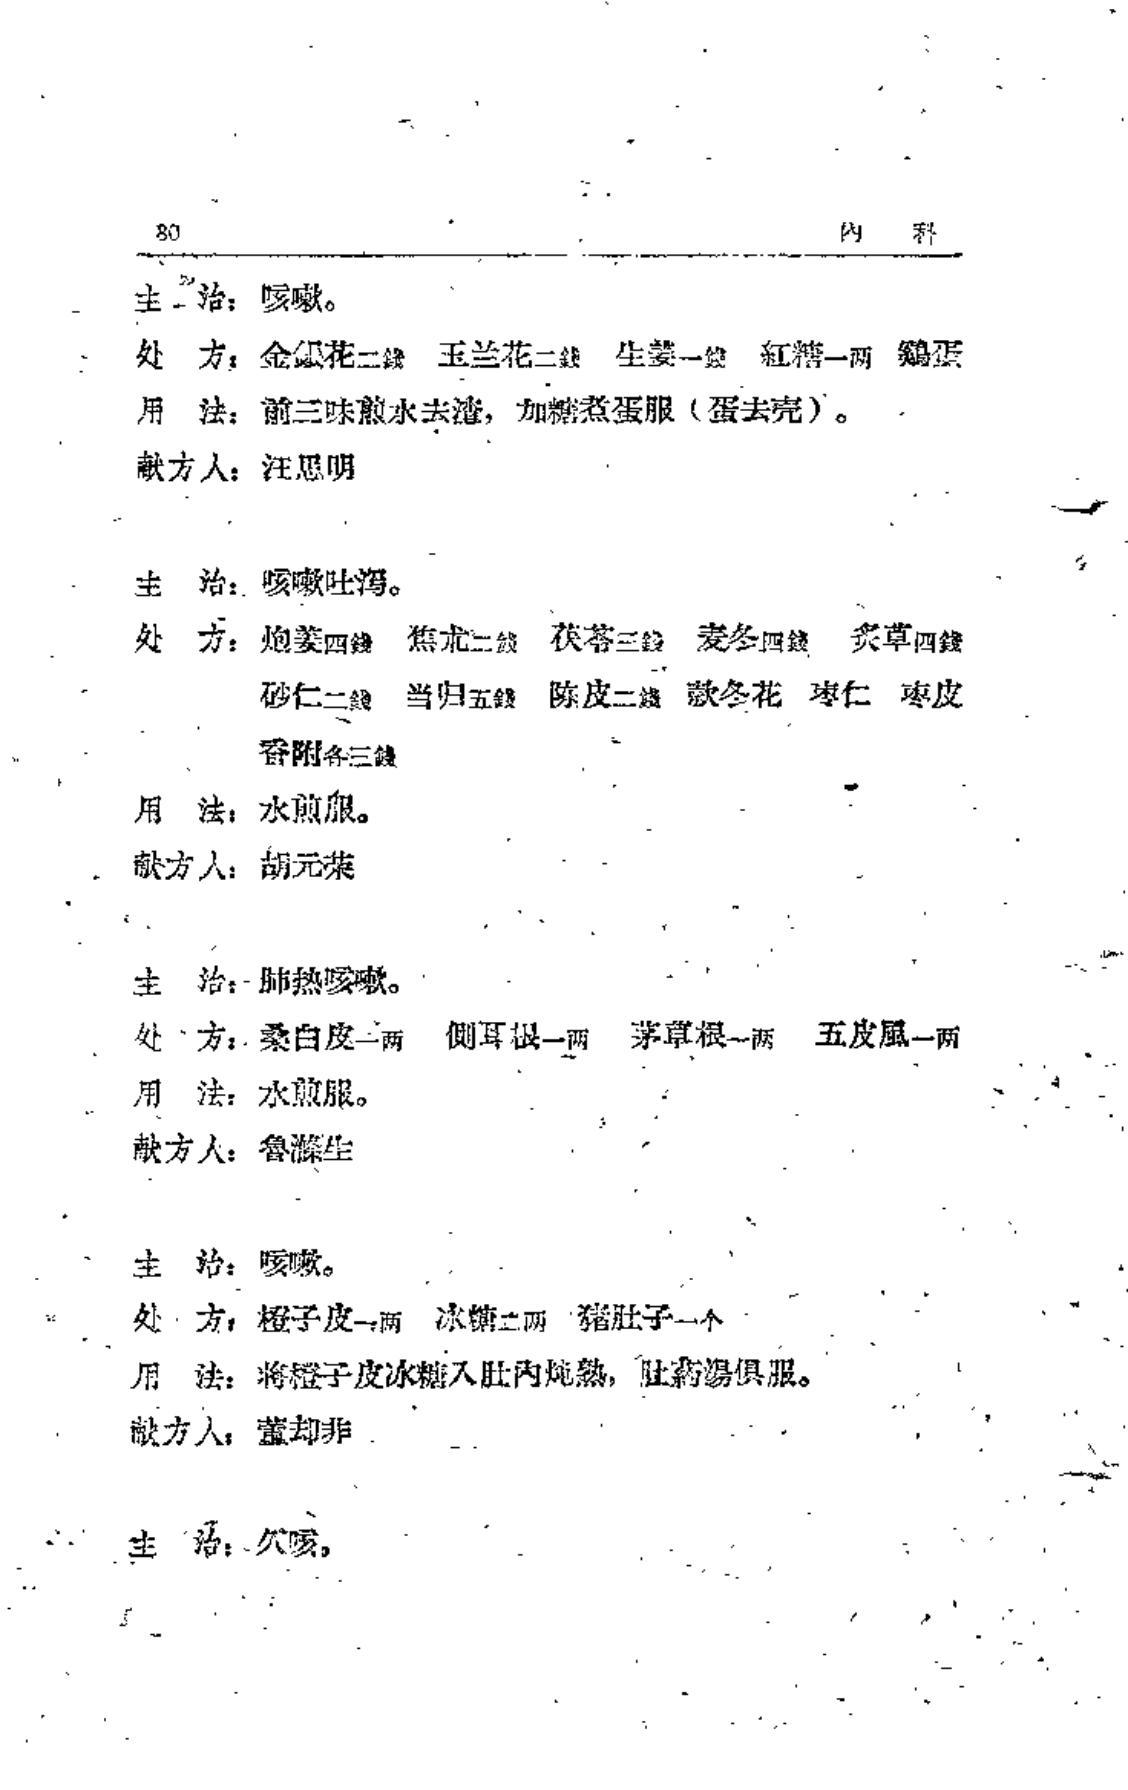 80 內 科
主 治：咳嗽。
处 方：金銀花二錢 玉兰花二錢 生姜一錢 紅糖一两 鷄蛋
用 法：前三味煎水去渣，加糖煮蛋服（蛋去壳）。
献方人：汪思明
主 治：咳嗽吐泻。
处 方：炮姜四錢 焦朮二錢 茯苓三錢 麦冬四錢 炙草四錢
砂仁二錢 当归五錢 陈皮二錢 款冬花 枣仁 枣皮
香附各三錢
用 法：水煎服。
献方人：胡元荣
主 治：肺热咳嗽。
处 方：桑白皮一两 側耳根一两 茅草根一两 五皮風一两
用 法：水煎服。
献方人：魯 生
主 治：咳嗽。
处 方：橙子皮一两 冰糖二两 猪肚子一个
用 法：将橙子皮冰糖入肚内炖熟，肚药湯俱服。
献方人：董却非
主 治：久咳。